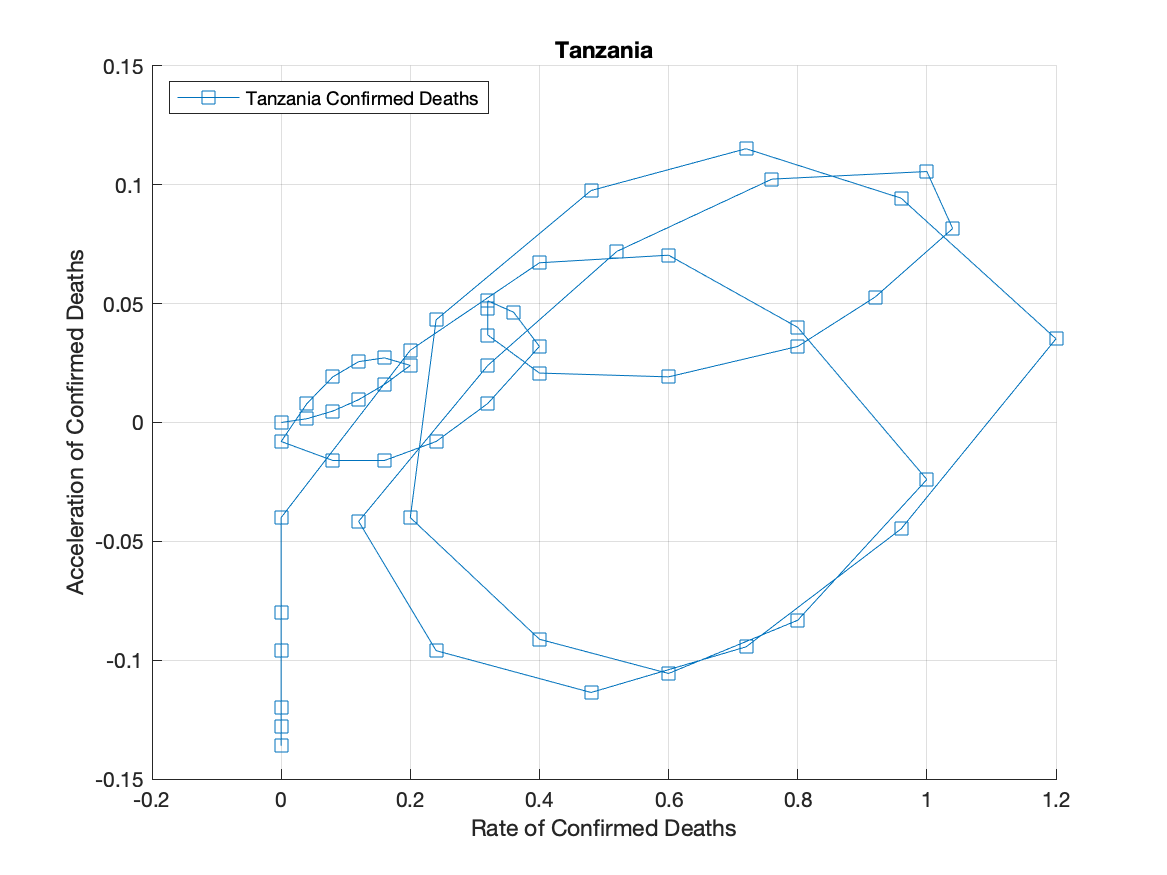 Tanzania
0.15
Tanzania Confirmed Deaths
0.1
0.05
0
-0.05
-0.1
-0.15
Acceleration of Confirmed Deaths
-0.2 0 0.2 0.4 0.6 0.8 1 1.2
Rate of Confirmed Deaths